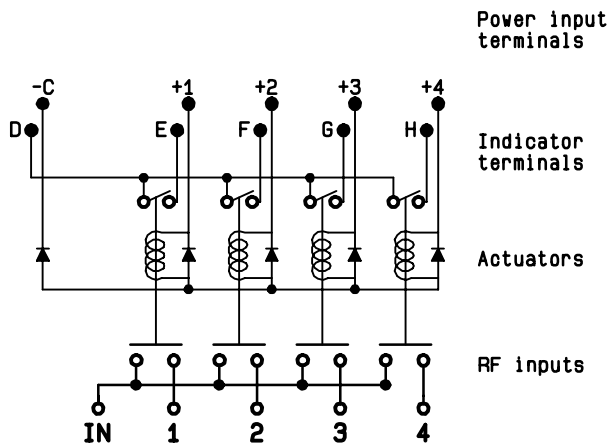 Power input
terminals
-C +1 +2 +3 +4
D E F G H
Indicator
terminals
Actuators
RF inputs
IN 1 2 3 4